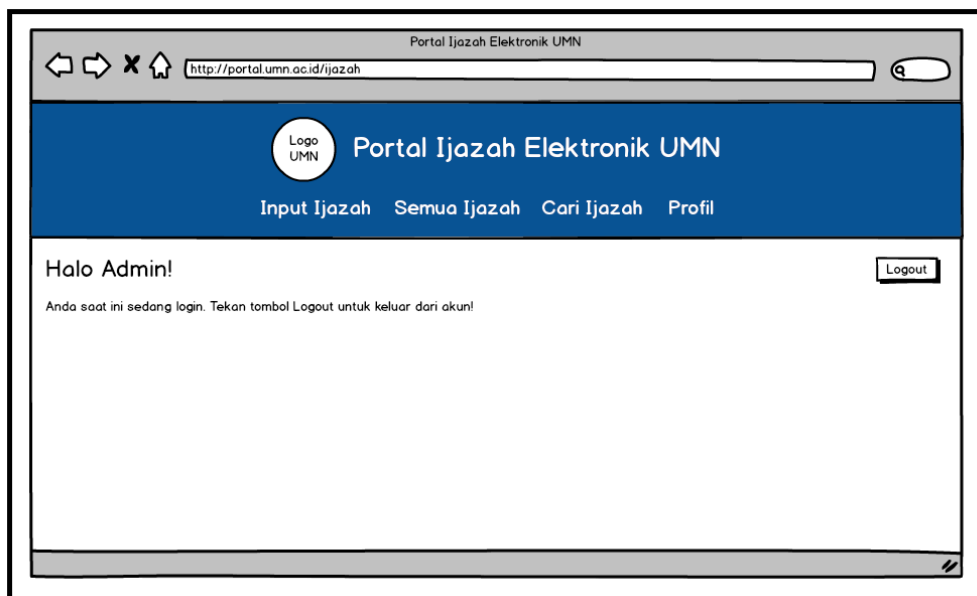 Portal Ijazah Elektronik UMN
http://portal.umn.ac.id/ijazah
Logo
UMN
Portal Ijazah Elektronik UMN
Input Ijazah Semua Ijazah Cari Ijazah Profil
Halo Admin!
Logout
Anda saat ini sedang login. Tekan tombol Logout untuk keluar dari akun!